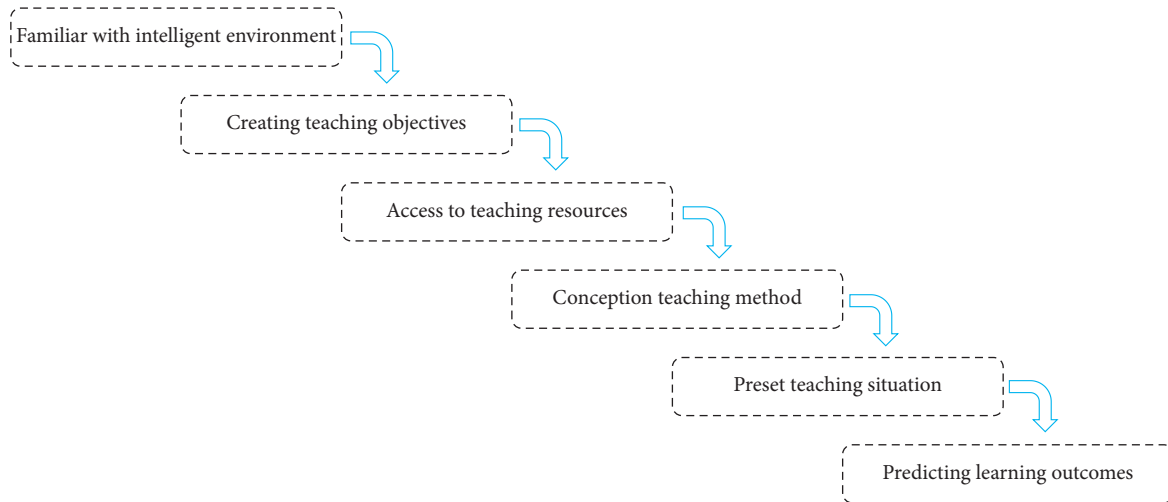 Familiar with intelligent environment
Creating teaching objectives
Access to teaching resources
Conception teaching method
Preset teaching situation
Predicting learning outcomes